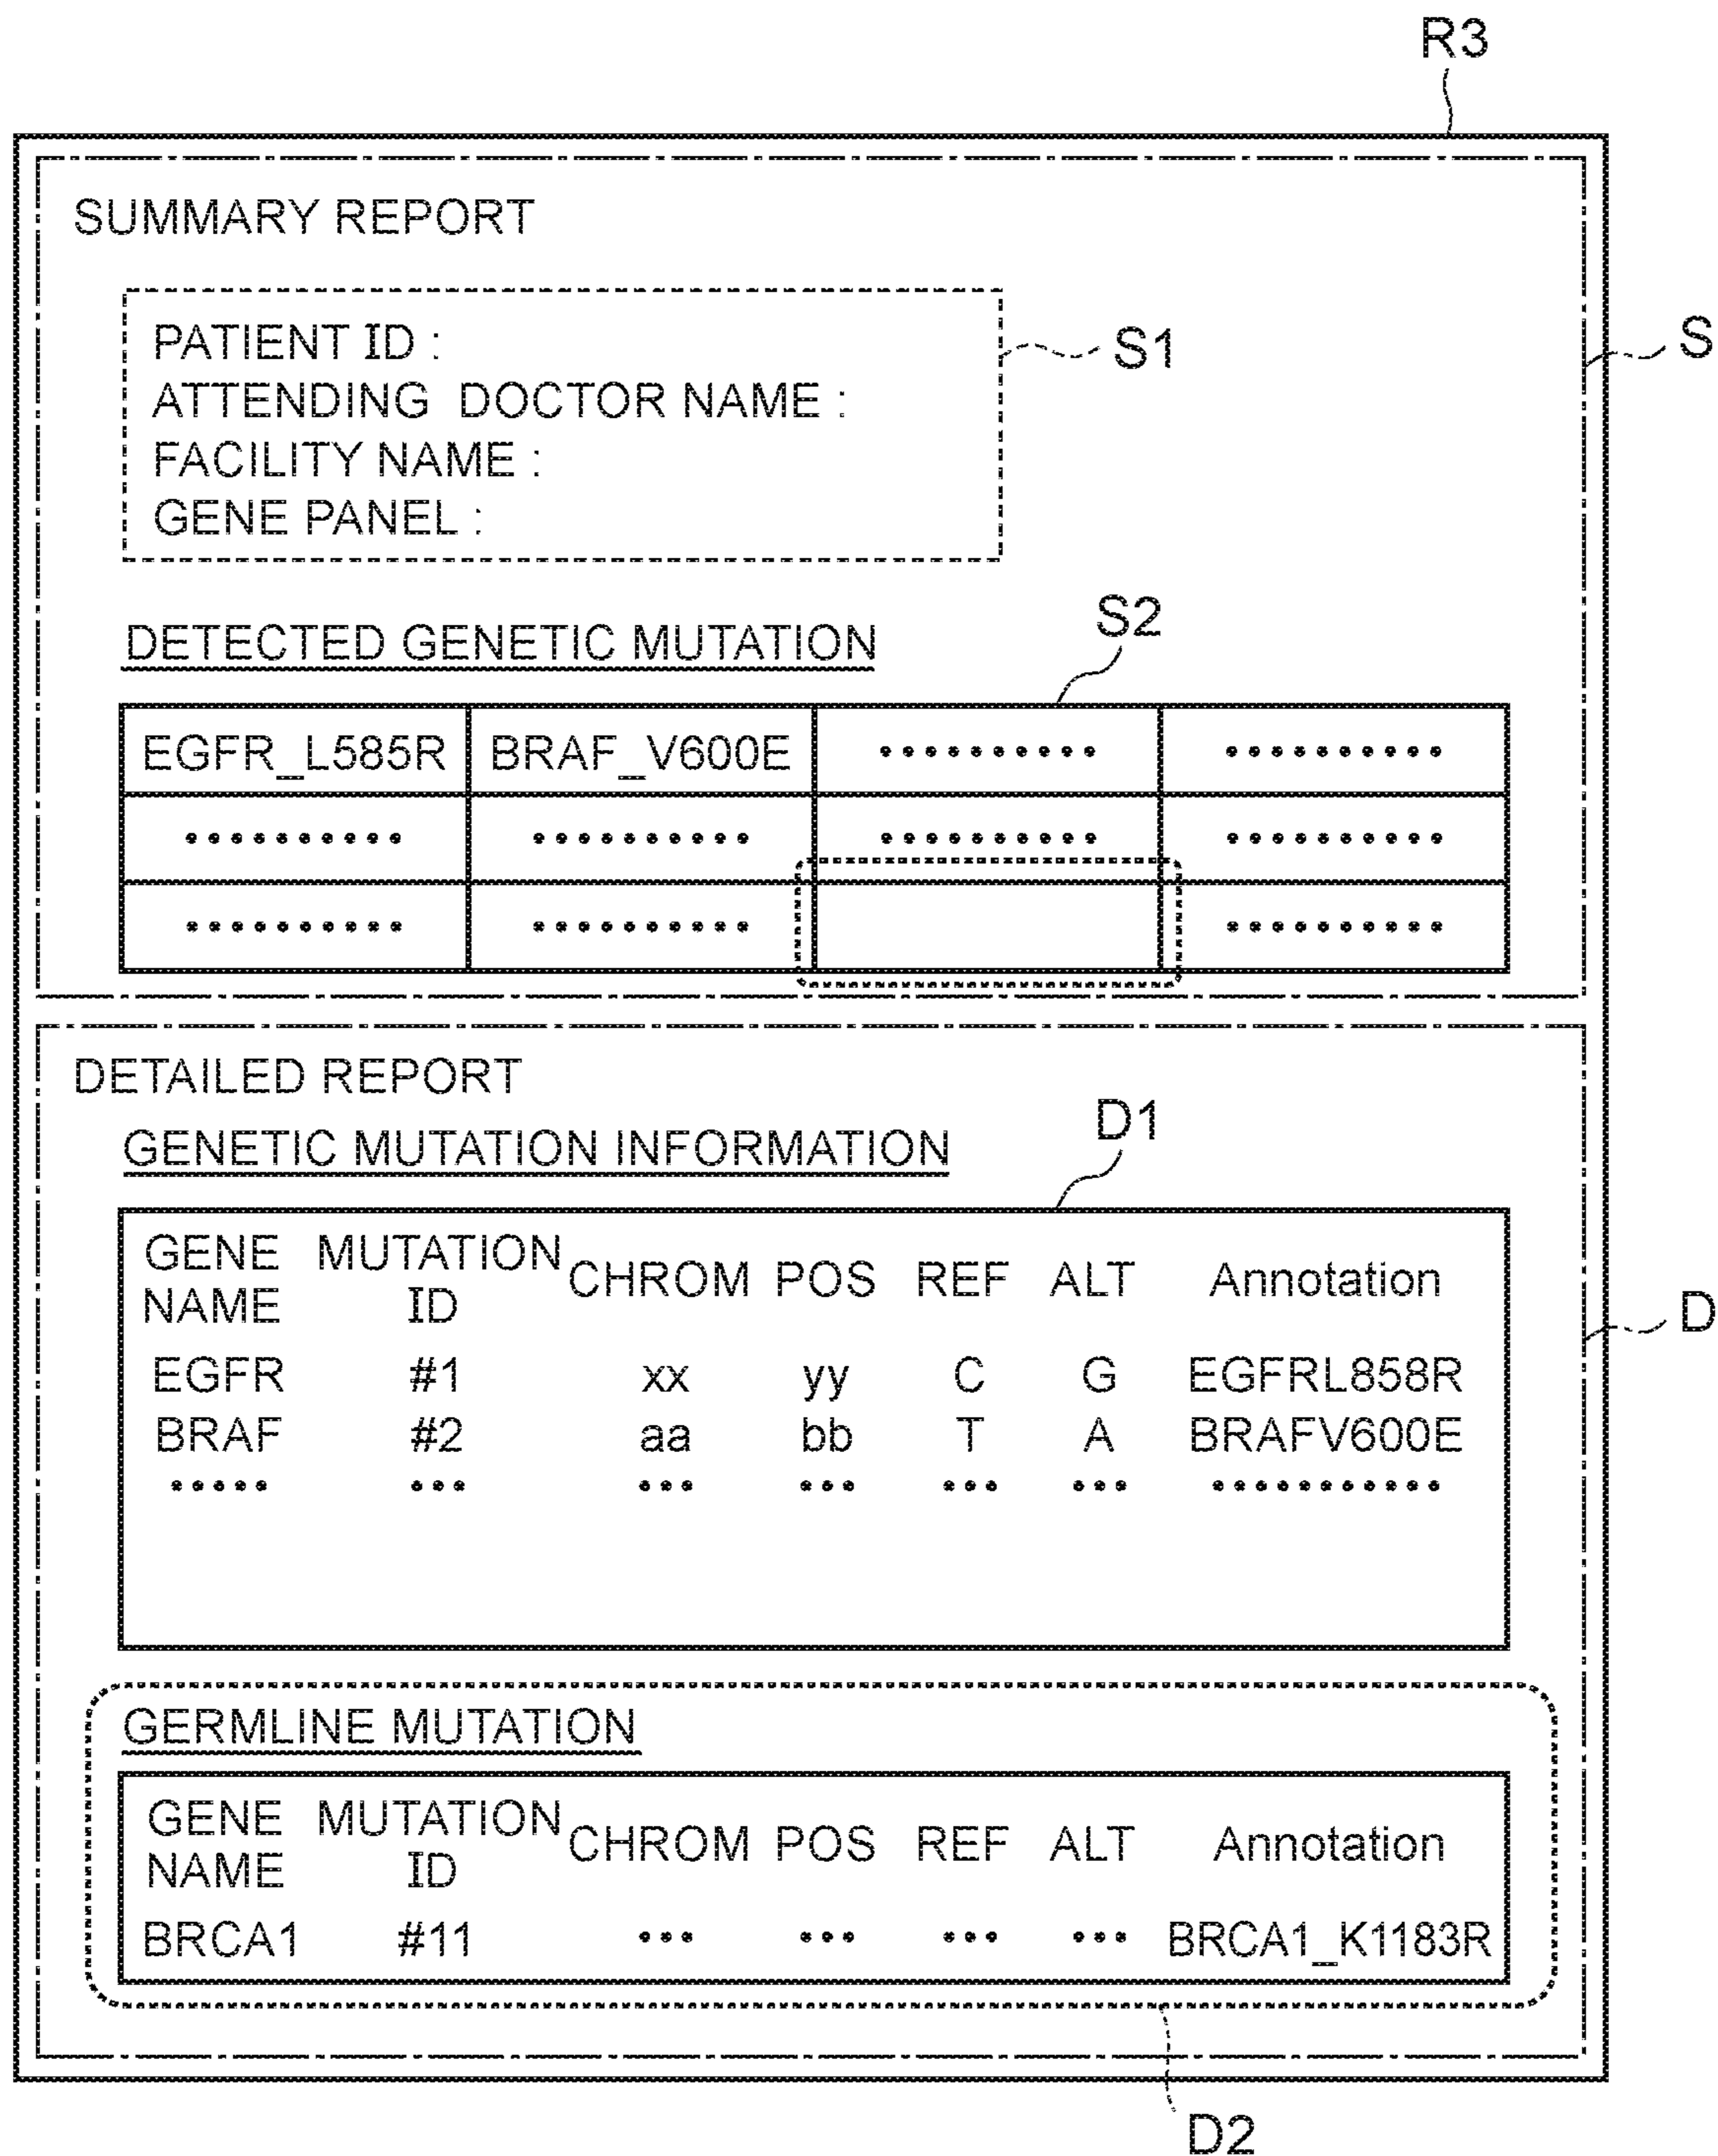 R3
SUMMARY REPORT
PATIENT ID :
ATTENDING DOCTOR NAME :
FACILITY NAME :
GENE PANEL :
S1
S
DETECTED GENETIC MUTATION
S2
EGFR_L585R BRAF_V600E •••••••••• ••••••••••
•••••••••• •••••••••• •••••••••• ••••••••••
•••••••••• •••••••••• ••••••••••
DETAILED REPORT
GENETIC MUTATION INFORMATION
D1
GENE NAME MUTATION ID CHROM POS REF ALT Annotation
EGFR #1 xx yy C G EGFRL858R
BRAF #2 aa bb T A BRAFV600E
••••• ••• ••• ••• ••• ••• •••••••••••
D
GERMLINE MUTATION
GENE NAME MUTATION ID CHROM POS REF ALT Annotation
BRCA1 #11 ••• ••• ••• ••• BRCA1_K1183R
D2